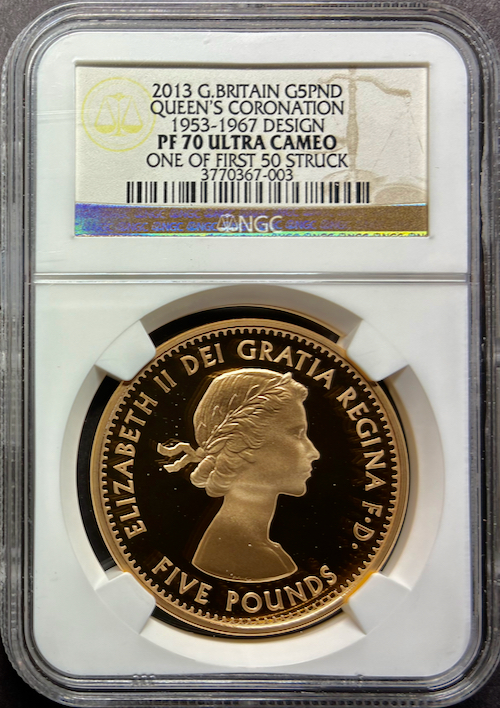 2013 G.BRITAIN G5PND
QUEEN'S CORONATION
1953-1967 DESIGN
PF 70 ULTRA CAMEO
ONE OF FIRST 50 STRUCK
3770367-003
NGC
ELIZABETH II DEI GRATIA REGINA F·D·
FIVE POUNDS